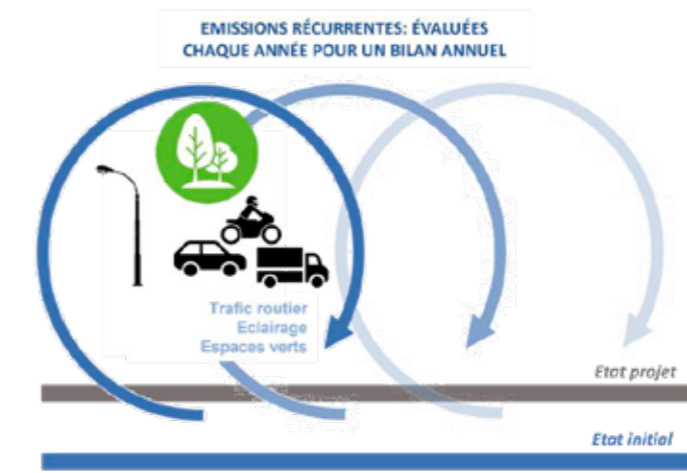 EMISSIONS RÉCURRENTES: ÉVALUÉES
CHAQUE ANNÉE POUR UN BILAN ANNUEL
Trafic routier
Eclairage
Espaces verts
Etat projet
Etat initial